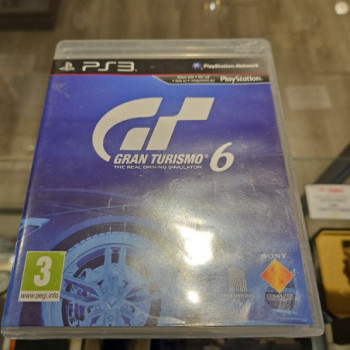 PS3
PlayStation Network
PlayStation
GT
GRAN TURISMO 6
THE REAL DRIVING SIMULATOR
3
www.pegi.info
SONY